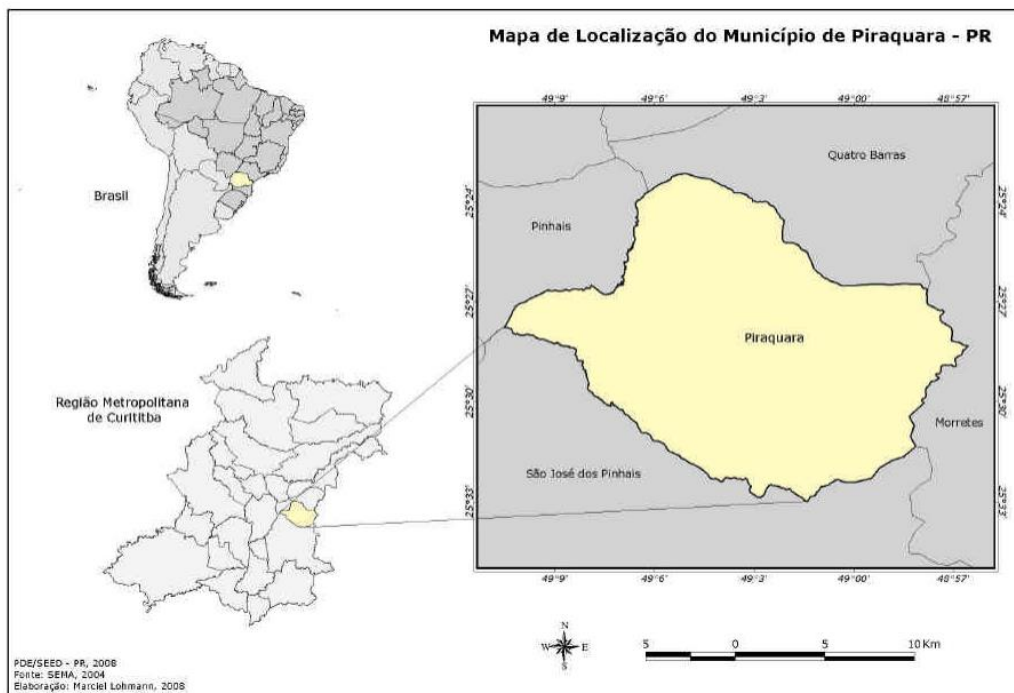 Mapa de Localização do Município de Piraquara - PR
Brasil
49°9' 49°6' 49°3' 49°00' 48°57'
25°24' 25°24'
25°27' 25°27'
25°30' 25°30'
25°33' 25°33'
Quatro Barras
Pinhais
Piraquara
Morretes
São José dos Pinhais
49°9' 49°6' 49°3' 49°00' 48°57'
Região Metropolitana
de Curititba
N
W E
S
5 0 5 10 Km
PDE/SEED - PR, 2008
Fonte: SEMA, 2004
Elaboração: Marciel Lohmann, 2008